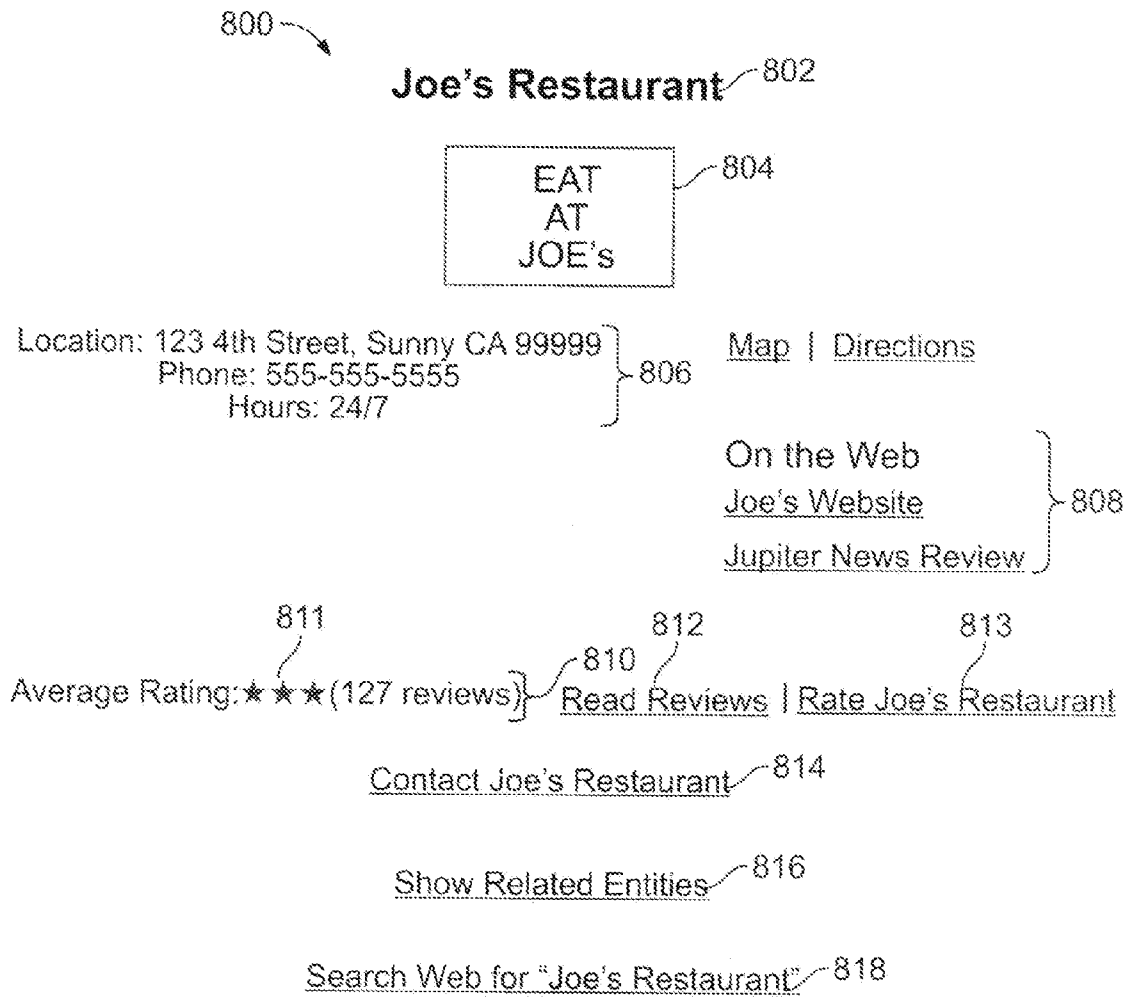 800
Joe's Restaurant 802
EAT 804
AT
JOE's
Location: 123 4th Street, Sunny CA 99999 Map | Directions
Phone: 555-555-5555 806
Hours: 24/7
On the Web
Joe's Website 808
Jupiter News Review
811 812 813
810
Average Rating:★★★(127 reviews) Read Reviews | Rate Joe's Restaurant
Contact Joe's Restaurant 814
Show Related Entities 816
Search Web for “Joe's Restaurant” 818